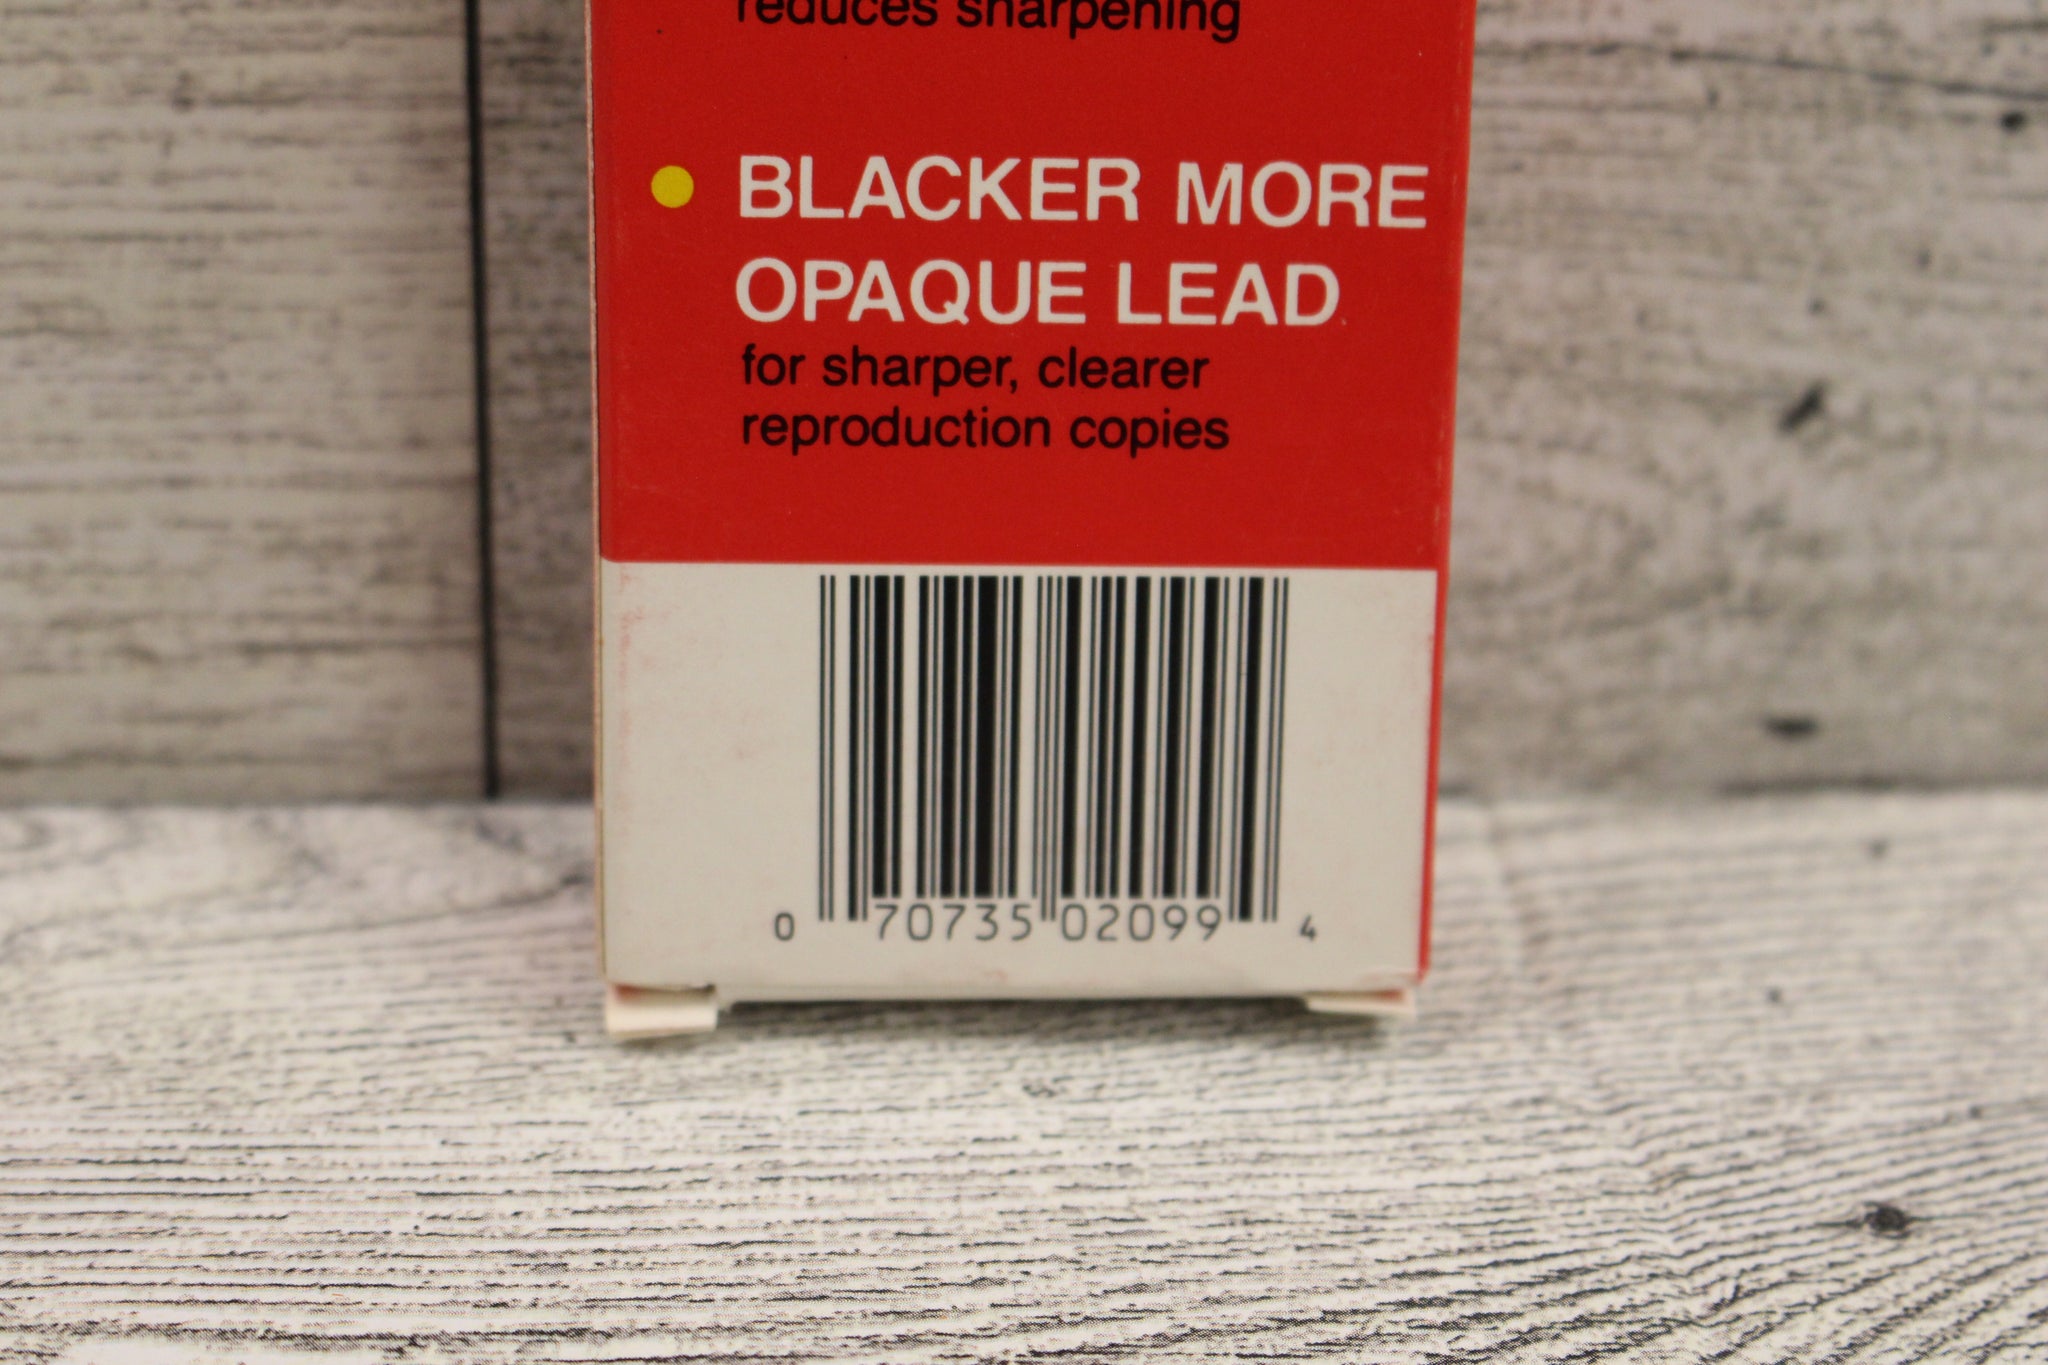 reduces sharpening
BLACKER MORE
OPAQUE LEAD
for sharper, clearer
reproduction copies
0 70735 02099 4